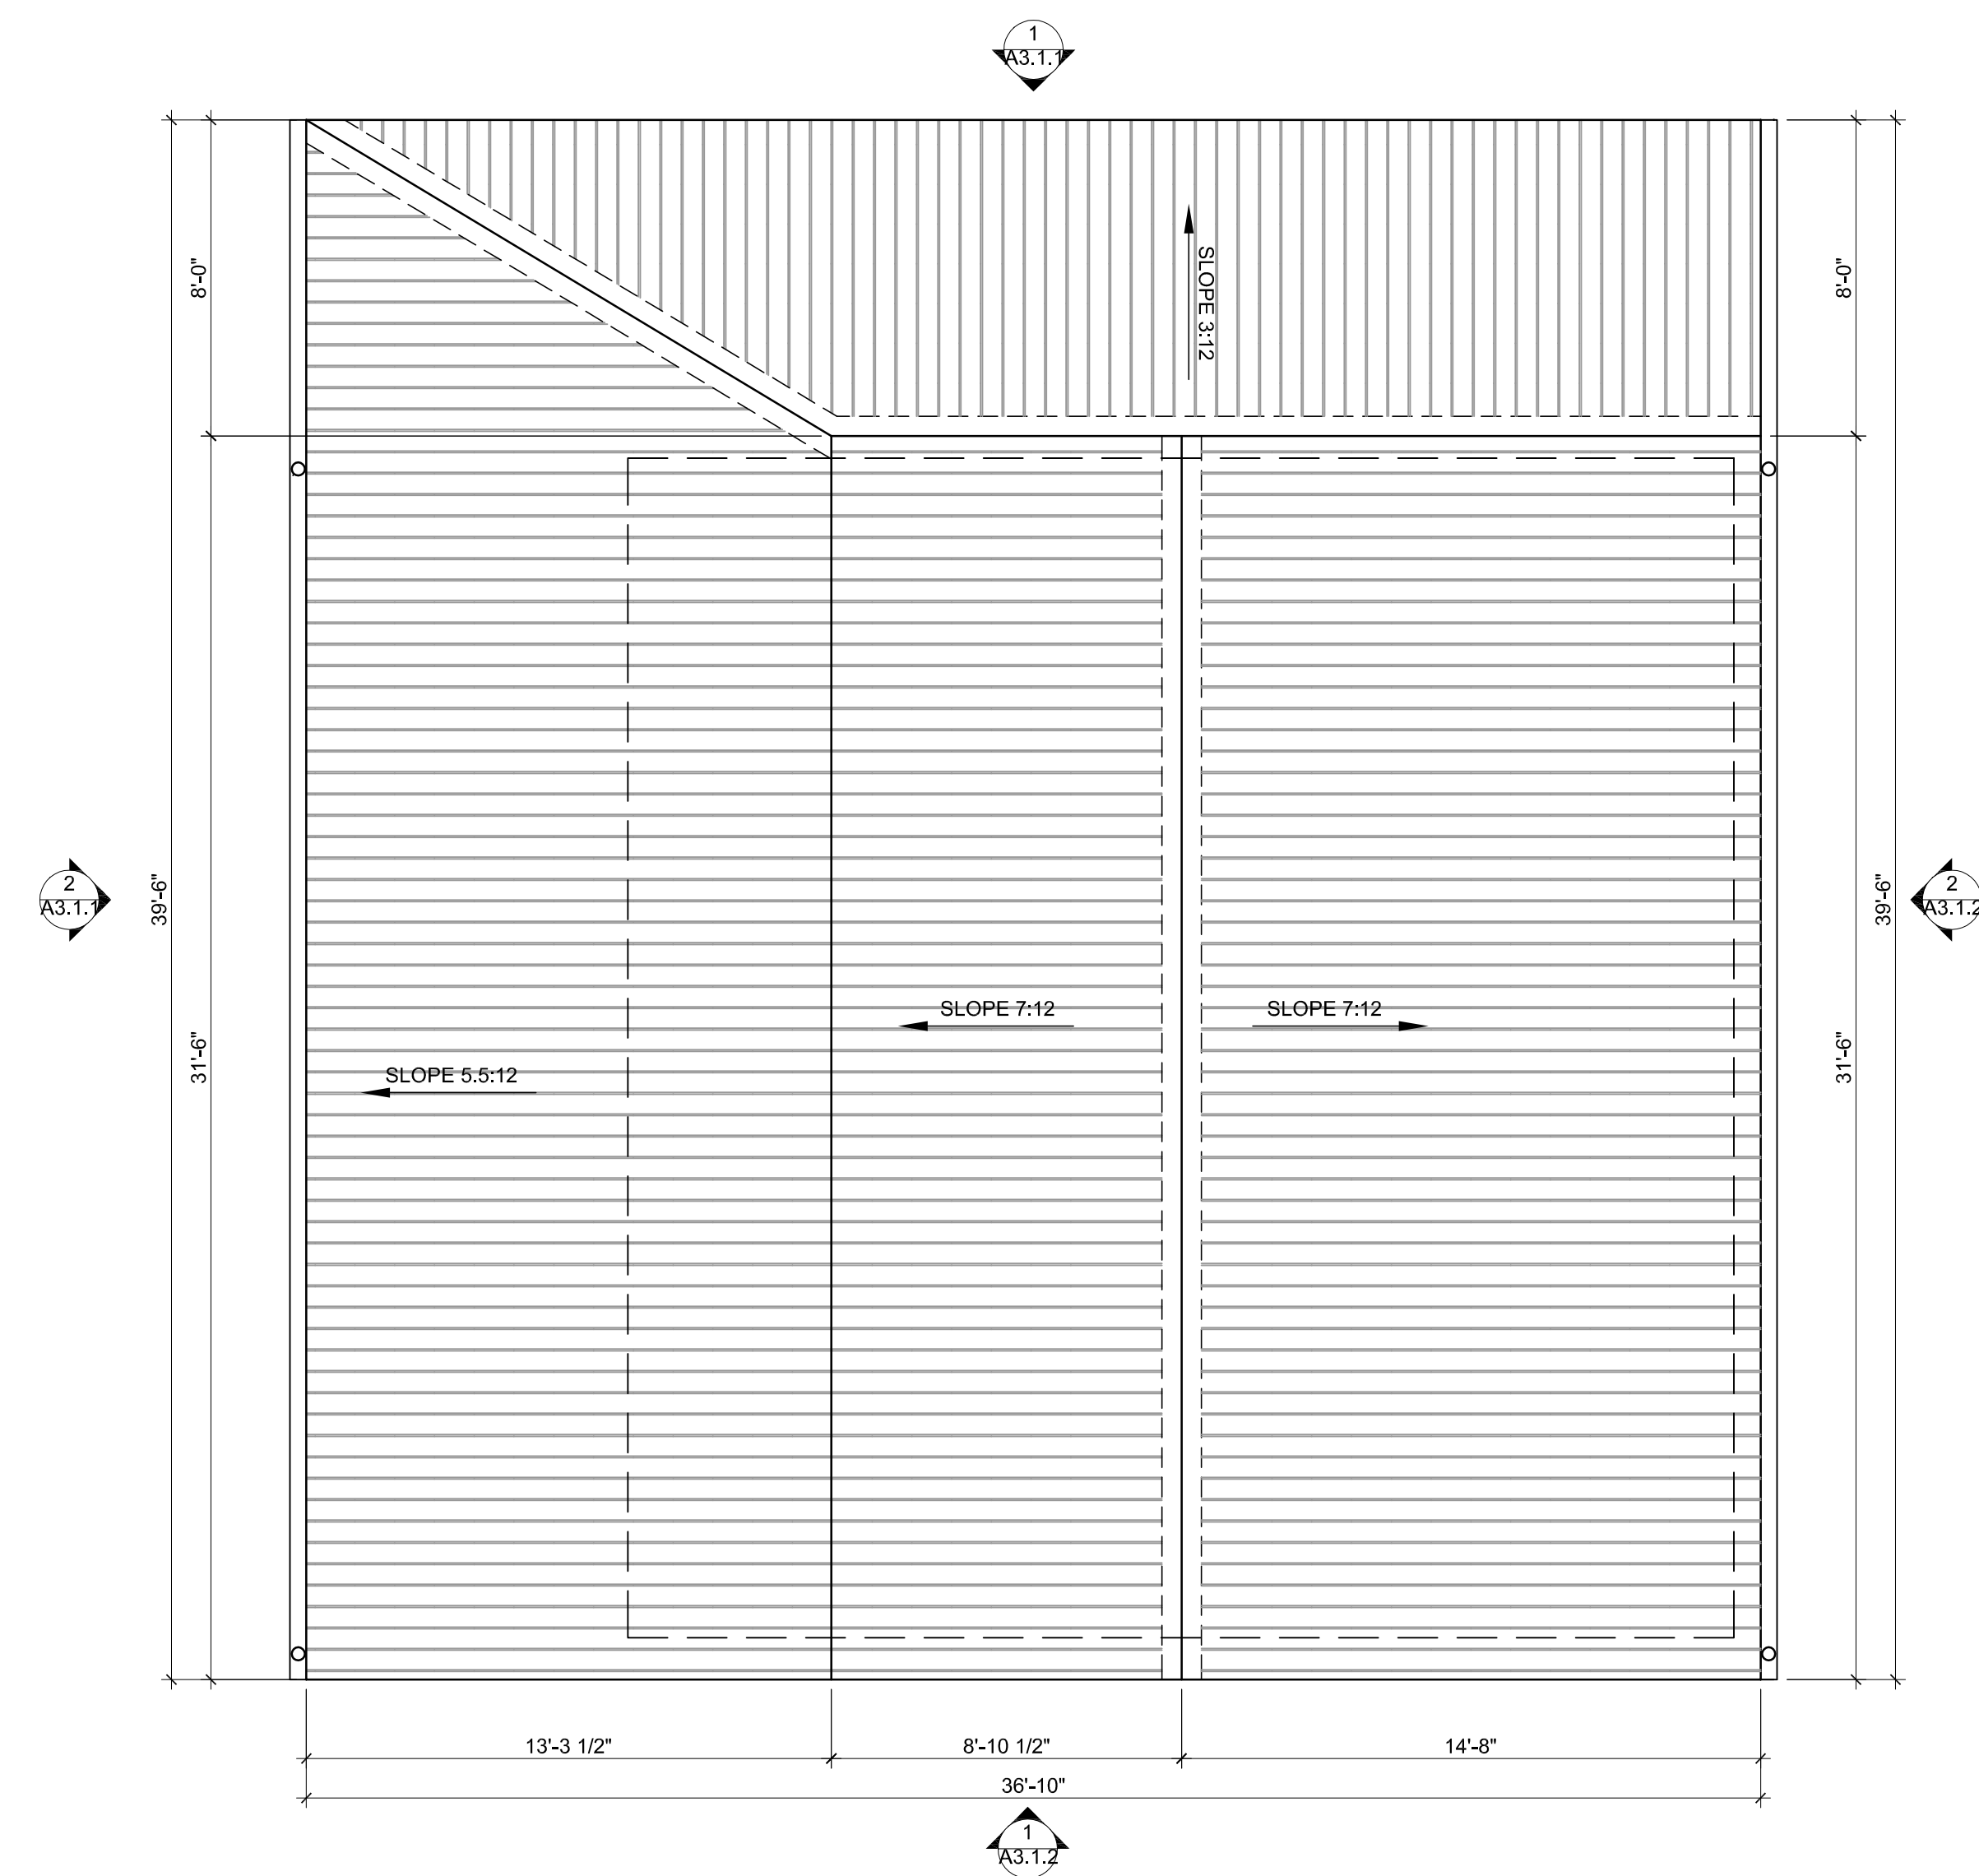 1
A3.1.1
8'-0"
8'-0"
SLOPE 3:12
2
A3.1.1
39'-6"
39'-6"
2
A3.1.2
SLOPE 7:12
SLOPE 7:12
31'-6"
31'-6"
SLOPE 5.5:12
13'-3 1/2"
8'-10 1/2"
14'-8"
36'-10"
1
A3.1.2